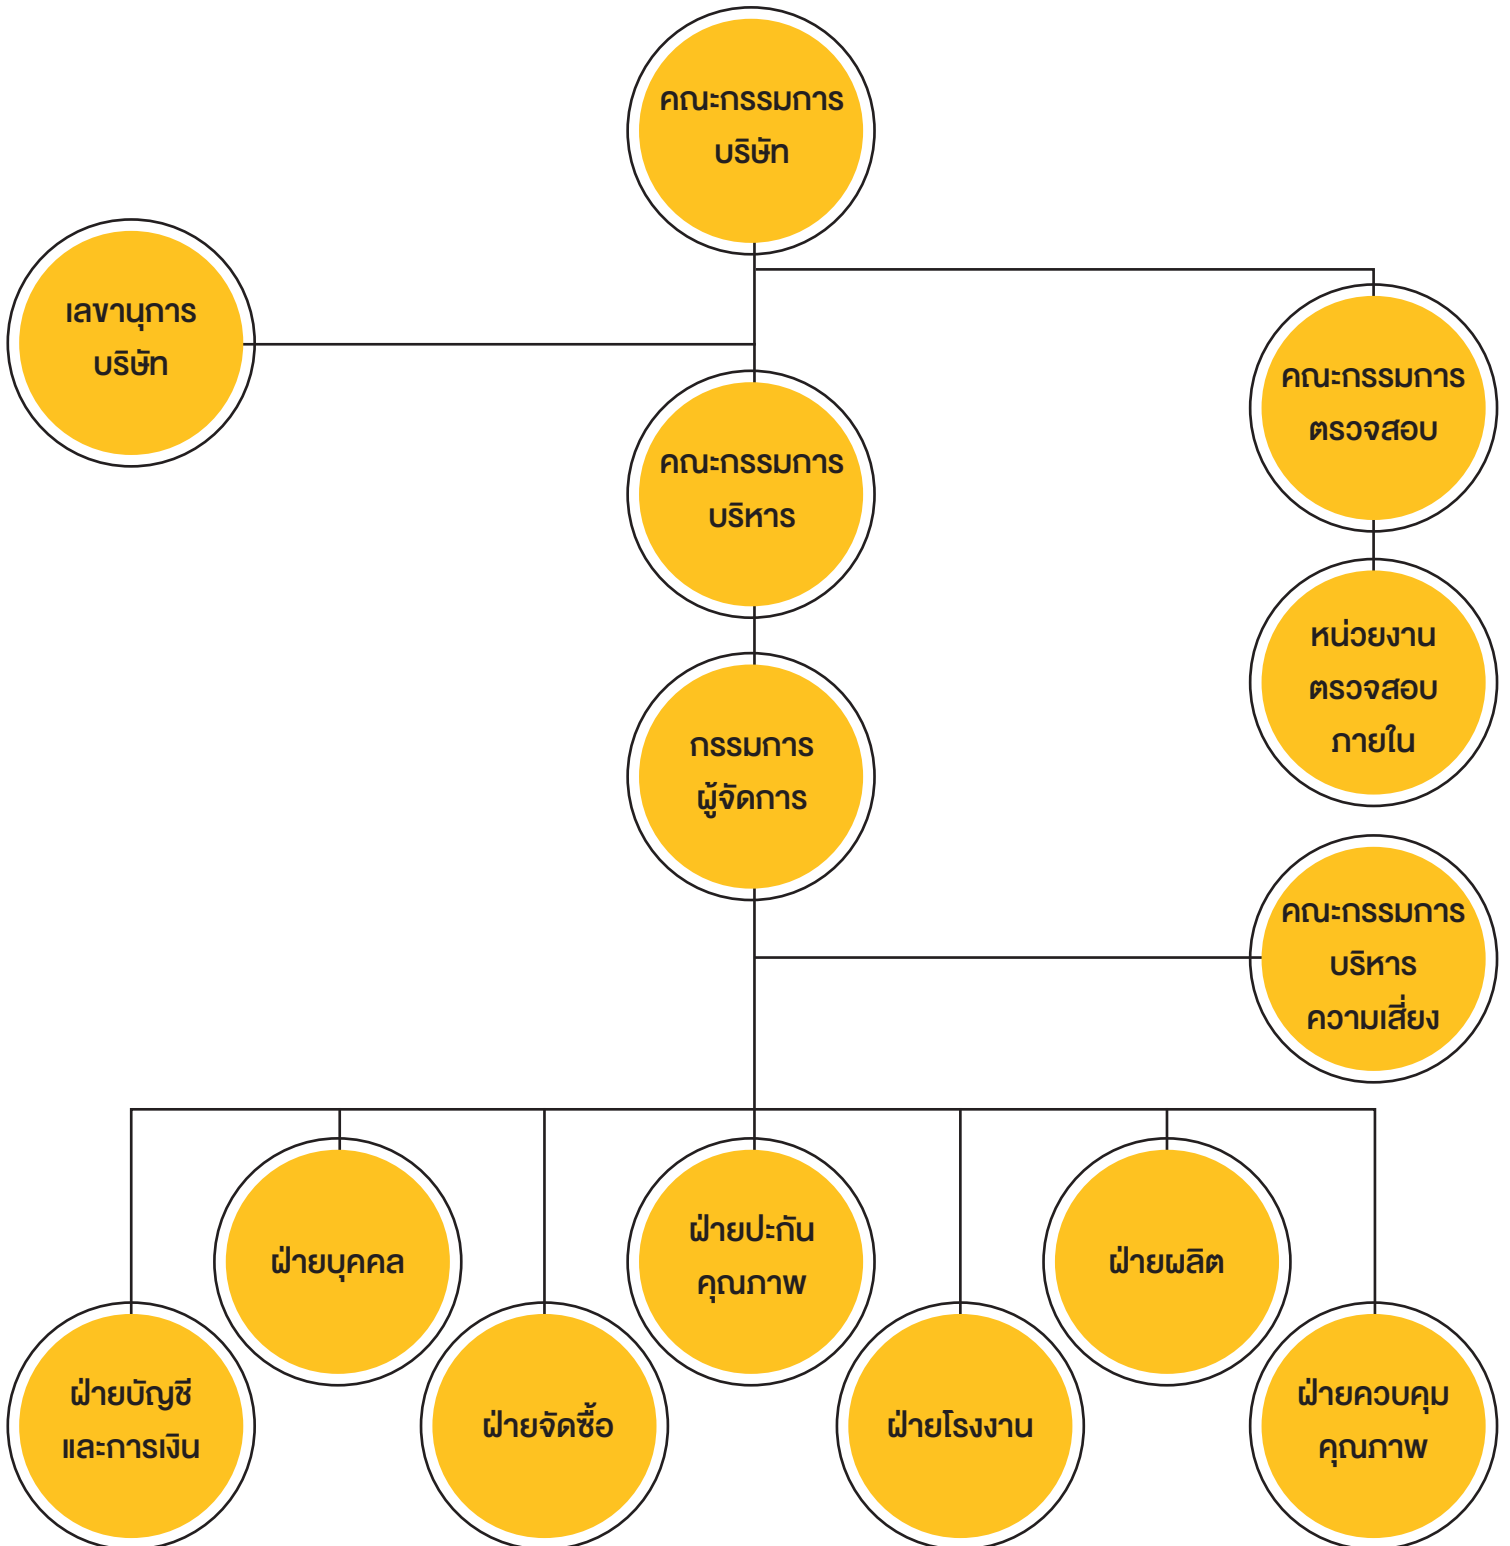 คณะกรรมการ
บริษัท
เลขานุการ
บริษัท
คณะกรรมการ
ตรวจสอบ
คณะกรรมการ
บริหาร
หน่วยงาน
ตรวจสอบ
ภายใน
กรรมการ
ผู้จัดการ
คณะกรรมการ
บริหาร
ความเสี่ยง
ฝ่ายบัญชี
และการเงิน
ฝ่ายบุคคล
ฝ่ายจัดซื้อ
ฝ่ายปะกัน
คุณภาพ
ฝ่ายโรงงาน
ฝ่ายผลิต
ฝ่ายควบคุม
คุณภาพ